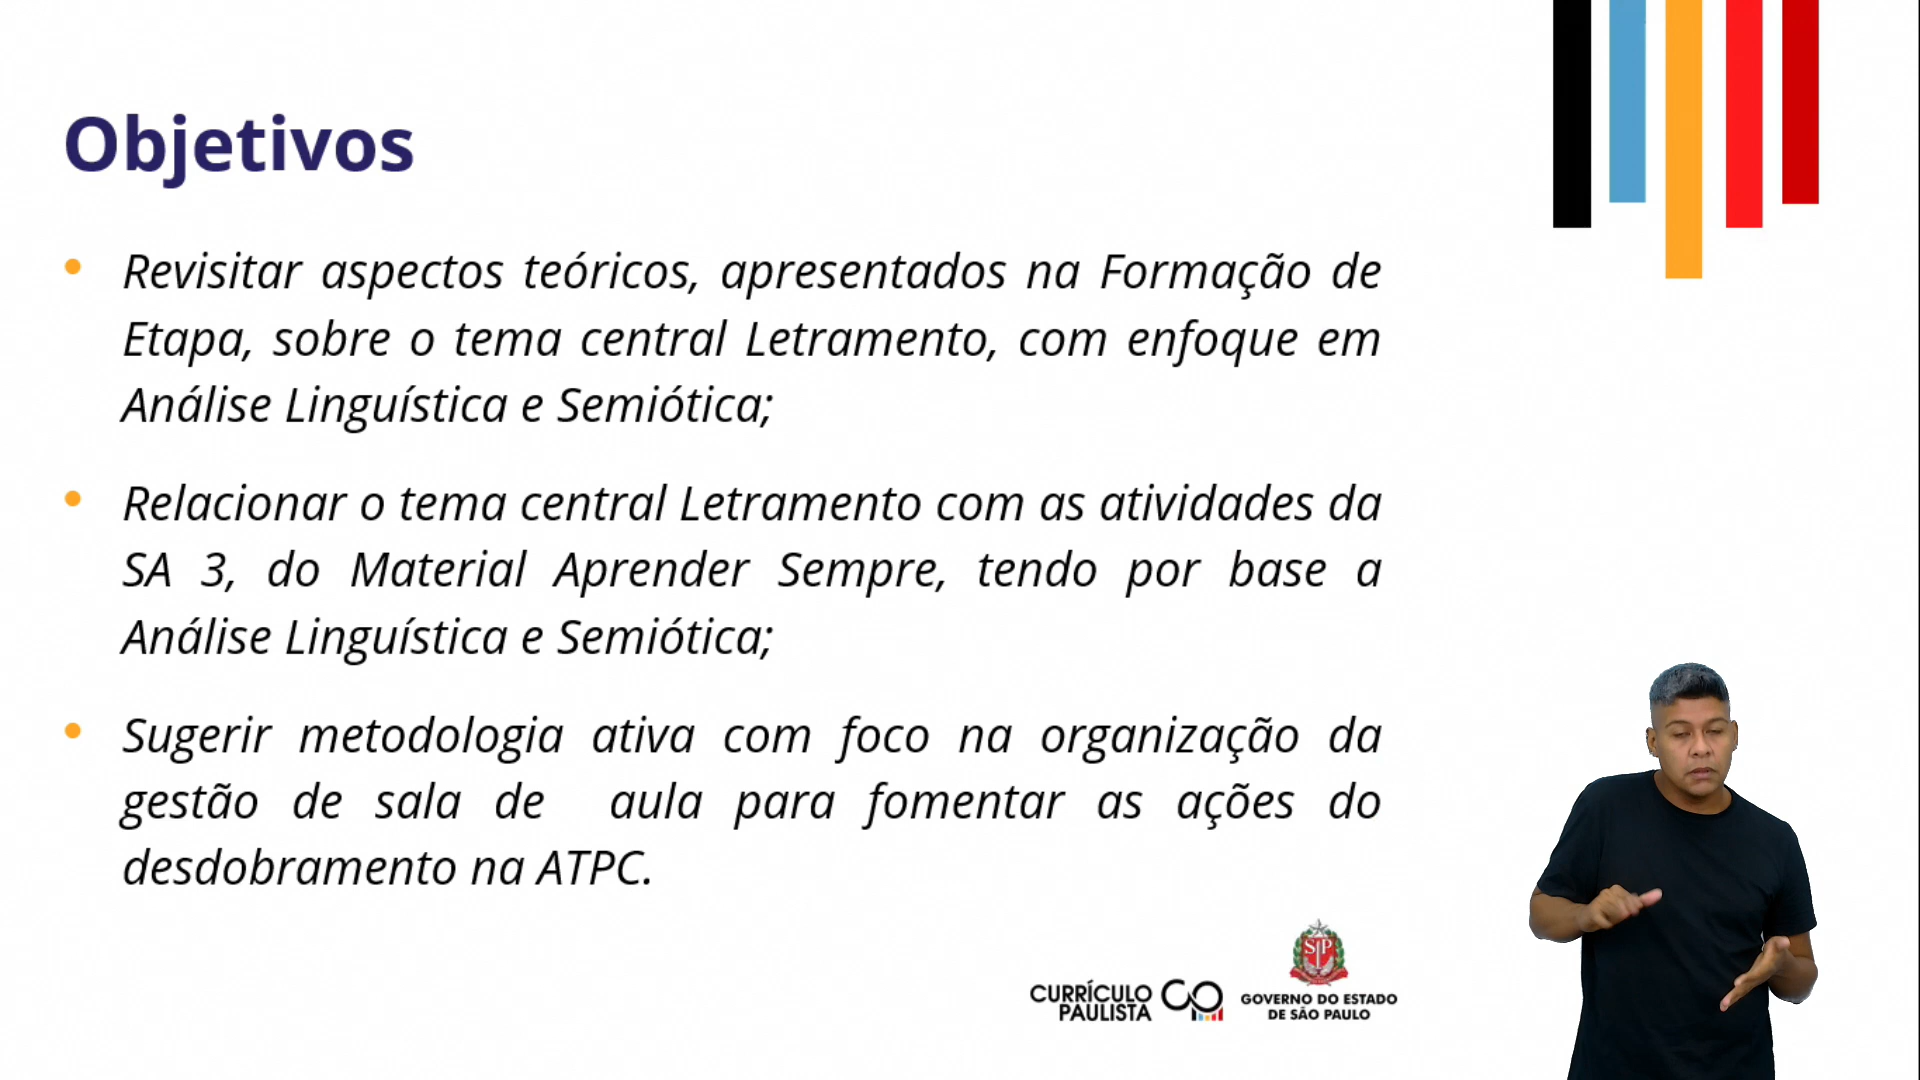 Objetivos
• Revisitar aspectos teóricos, apresentados na Formação de
Etapa, sobre o tema central Letramento, com enfoque em
Análise Linguística e Semiótica;
• Relacionar o tema central Letramento com as atividades da
SA 3, do Material Aprender Sempre, tendo por base a
Análise Linguística e Semiótica;
• Sugerir metodologia ativa com foco na organização da
gestão de sala de aula para fomentar as ações do
desdobramento na ATPC.
CURRÍCULO
PAULISTA
SP
GOVERNO DO ESTADO
DE SÃO PAULO